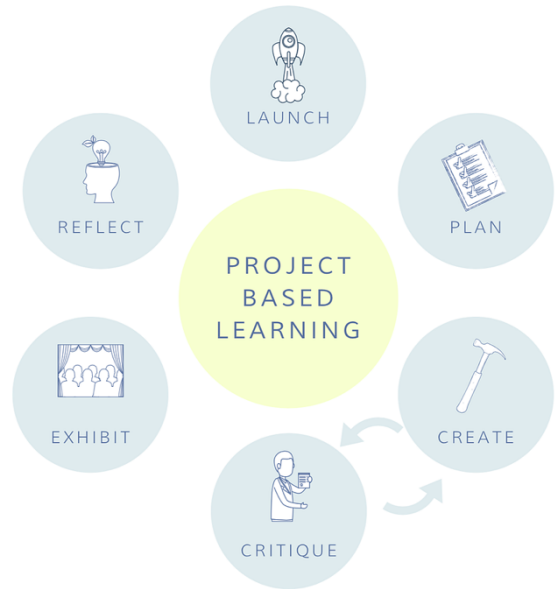 LAUNCH
PLAN
CREATE
CRITIQUE
EXHIBIT
REFLECT
PROJECT
BASED
LEARNING